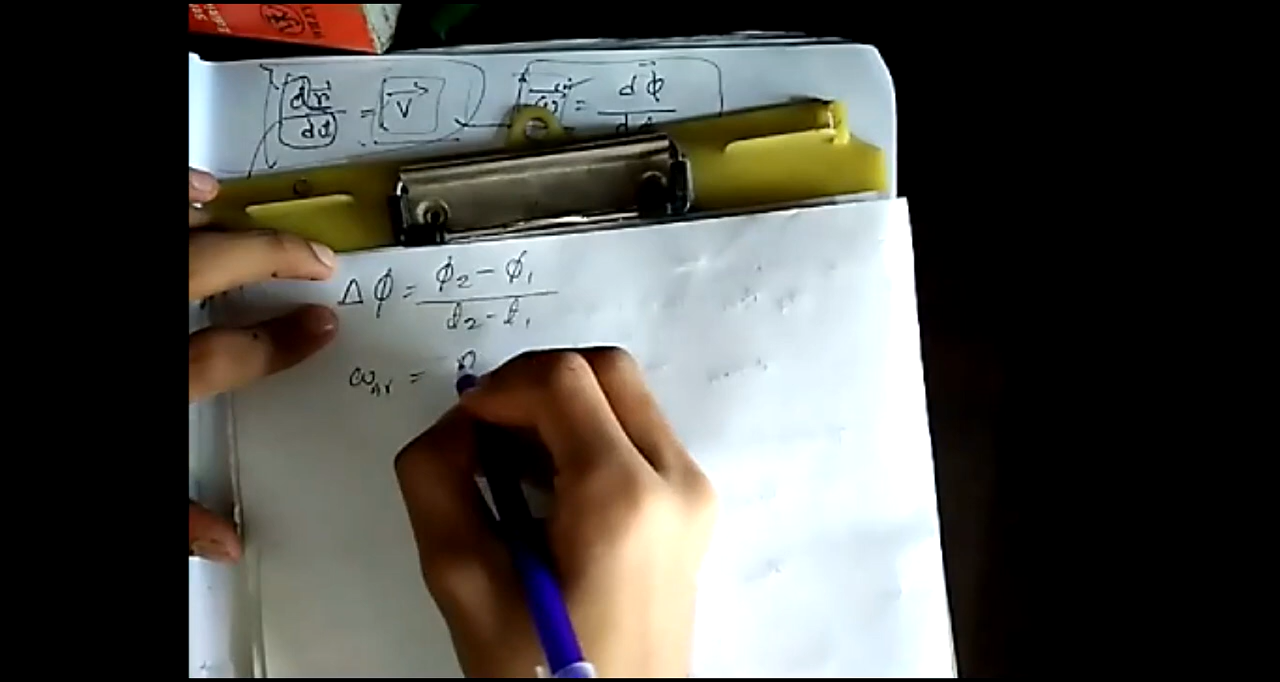 dr⃗/dt = v⃗ ω⃗ = dϕ⃗/dt
Δϕ = ϕ₂ - ϕ₁ / t₂ - t₁
ω_av =